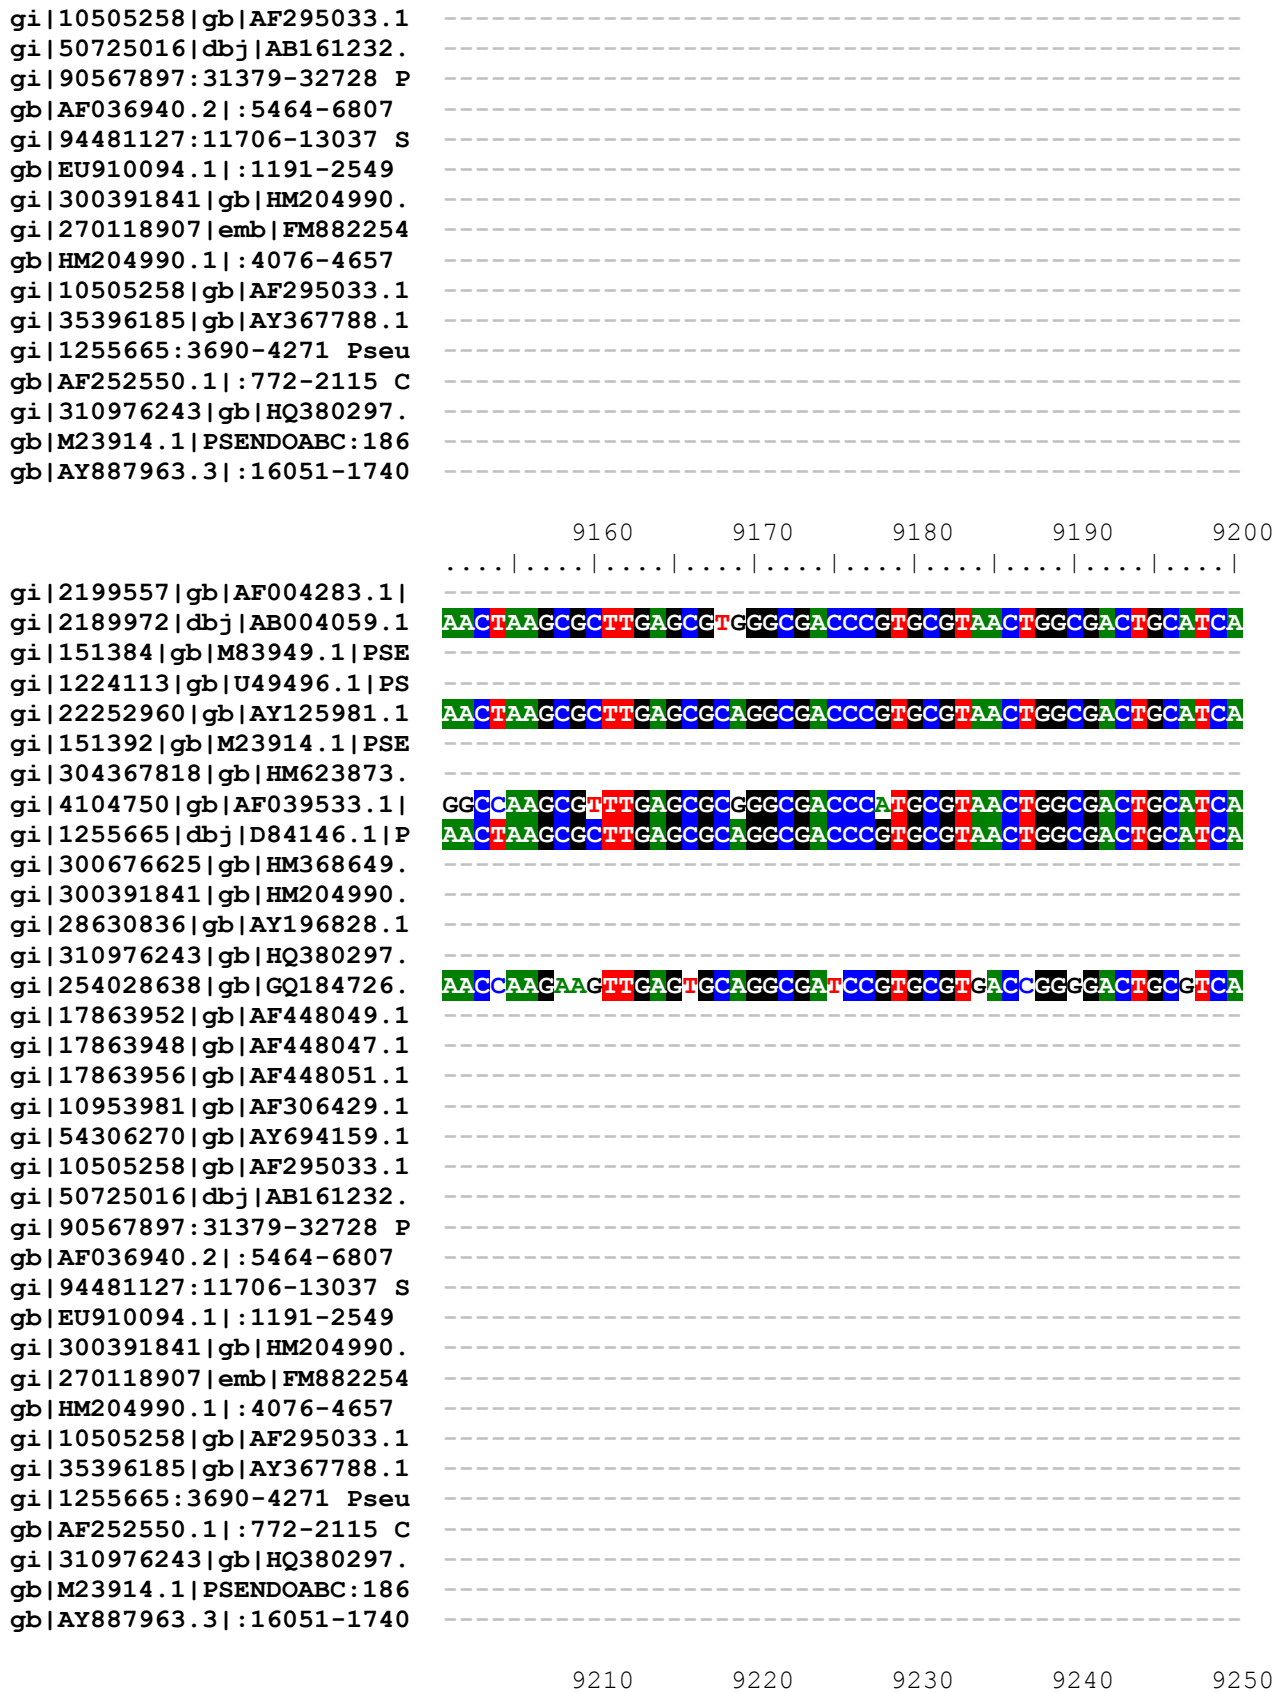 gi|10505258|gb|AF295033.1 --------------------------------------------------
gi|50725016|dbj|AB161232. --------------------------------------------------
gi|90567897:31379-32728 P --------------------------------------------------
gb|AF036940.2|:5464-6807 --------------------------------------------------
gi|94481127:11706-13037 S --------------------------------------------------
gb|EU910094.1|:1191-2549 --------------------------------------------------
gi|300391841|gb|HM204990. --------------------------------------------------
gi|270118907|emb|FM882254 --------------------------------------------------
gb|HM204990.1|:4076-4657 --------------------------------------------------
gi|10505258|gb|AF295033.1 --------------------------------------------------
gi|35396185|gb|AY367788.1 --------------------------------------------------
gi|1255665:3690-4271 Pseu --------------------------------------------------
gb|AF252550.1|:772-2115 C --------------------------------------------------
gi|310976243|gb|HQ380297. --------------------------------------------------
gb|M23914.1|PSENDOABC:186 --------------------------------------------------
gb|AY887963.3|:16051-1740 --------------------------------------------------
9160 9170 9180 9190 9200
....|....|....|....|....|....|....|....|....|....|
gi|2199557|gb|AF004283.1| --------------------------------------------------
gi|2189972|dbj|AB004059.1 AACTAAGCGCTTGAGCGTGGGCGACCCGTGCGTAACTGGCGACTGCATCA
gi|151384|gb|M83949.1|PSE --------------------------------------------------
gi|1224113|gb|U49496.1|PS --------------------------------------------------
gi|22252960|gb|AY125981.1 AACTAAGCGCTTGAGCGCAGGCGACCCGTGCGTAACTGGCGACTGCATCA
gi|151392|gb|M23914.1|PSE --------------------------------------------------
gi|304367818|gb|HM623873. --------------------------------------------------
gi|4104750|gb|AF039533.1| GGCCAAGCGTTTGAGCGCGGGCGACCCATGCGTAACTGGCGACTGCATCA
gi|1255665|dbj|D84146.1|P AACTAAGCGCTTGAGCGCAGGCGACCCGTGCGTAACTGGCGACTGCATCA
gi|300676625|gb|HM368649. --------------------------------------------------
gi|300391841|gb|HM204990. --------------------------------------------------
gi|28630836|gb|AY196828.1 --------------------------------------------------
gi|310976243|gb|HQ380297. --------------------------------------------------
gi|254028638|gb|GQ184726. AACCAAGAAGTTGAGTGCAGGCGATCCGTGCGTGACCGGGGACTGCGTCA
gi|17863952|gb|AF448049.1 --------------------------------------------------
gi|17863948|gb|AF448047.1 --------------------------------------------------
gi|17863956|gb|AF448051.1 --------------------------------------------------
gi|10953981|gb|AF306429.1 --------------------------------------------------
gi|54306270|gb|AY694159.1 --------------------------------------------------
gi|10505258|gb|AF295033.1 --------------------------------------------------
gi|50725016|dbj|AB161232. --------------------------------------------------
gi|90567897:31379-32728 P --------------------------------------------------
gb|AF036940.2|:5464-6807 --------------------------------------------------
gi|94481127:11706-13037 S --------------------------------------------------
gb|EU910094.1|:1191-2549 --------------------------------------------------
gi|300391841|gb|HM204990. --------------------------------------------------
gi|270118907|emb|FM882254 --------------------------------------------------
gb|HM204990.1|:4076-4657 --------------------------------------------------
gi|10505258|gb|AF295033.1 --------------------------------------------------
gi|35396185|gb|AY367788.1 --------------------------------------------------
gi|1255665:3690-4271 Pseu --------------------------------------------------
gb|AF252550.1|:772-2115 C --------------------------------------------------
gi|310976243|gb|HQ380297. --------------------------------------------------
gb|M23914.1|PSENDOABC:186 --------------------------------------------------
gb|AY887963.3|:16051-1740 --------------------------------------------------
9210 9220 9230 9240 9250